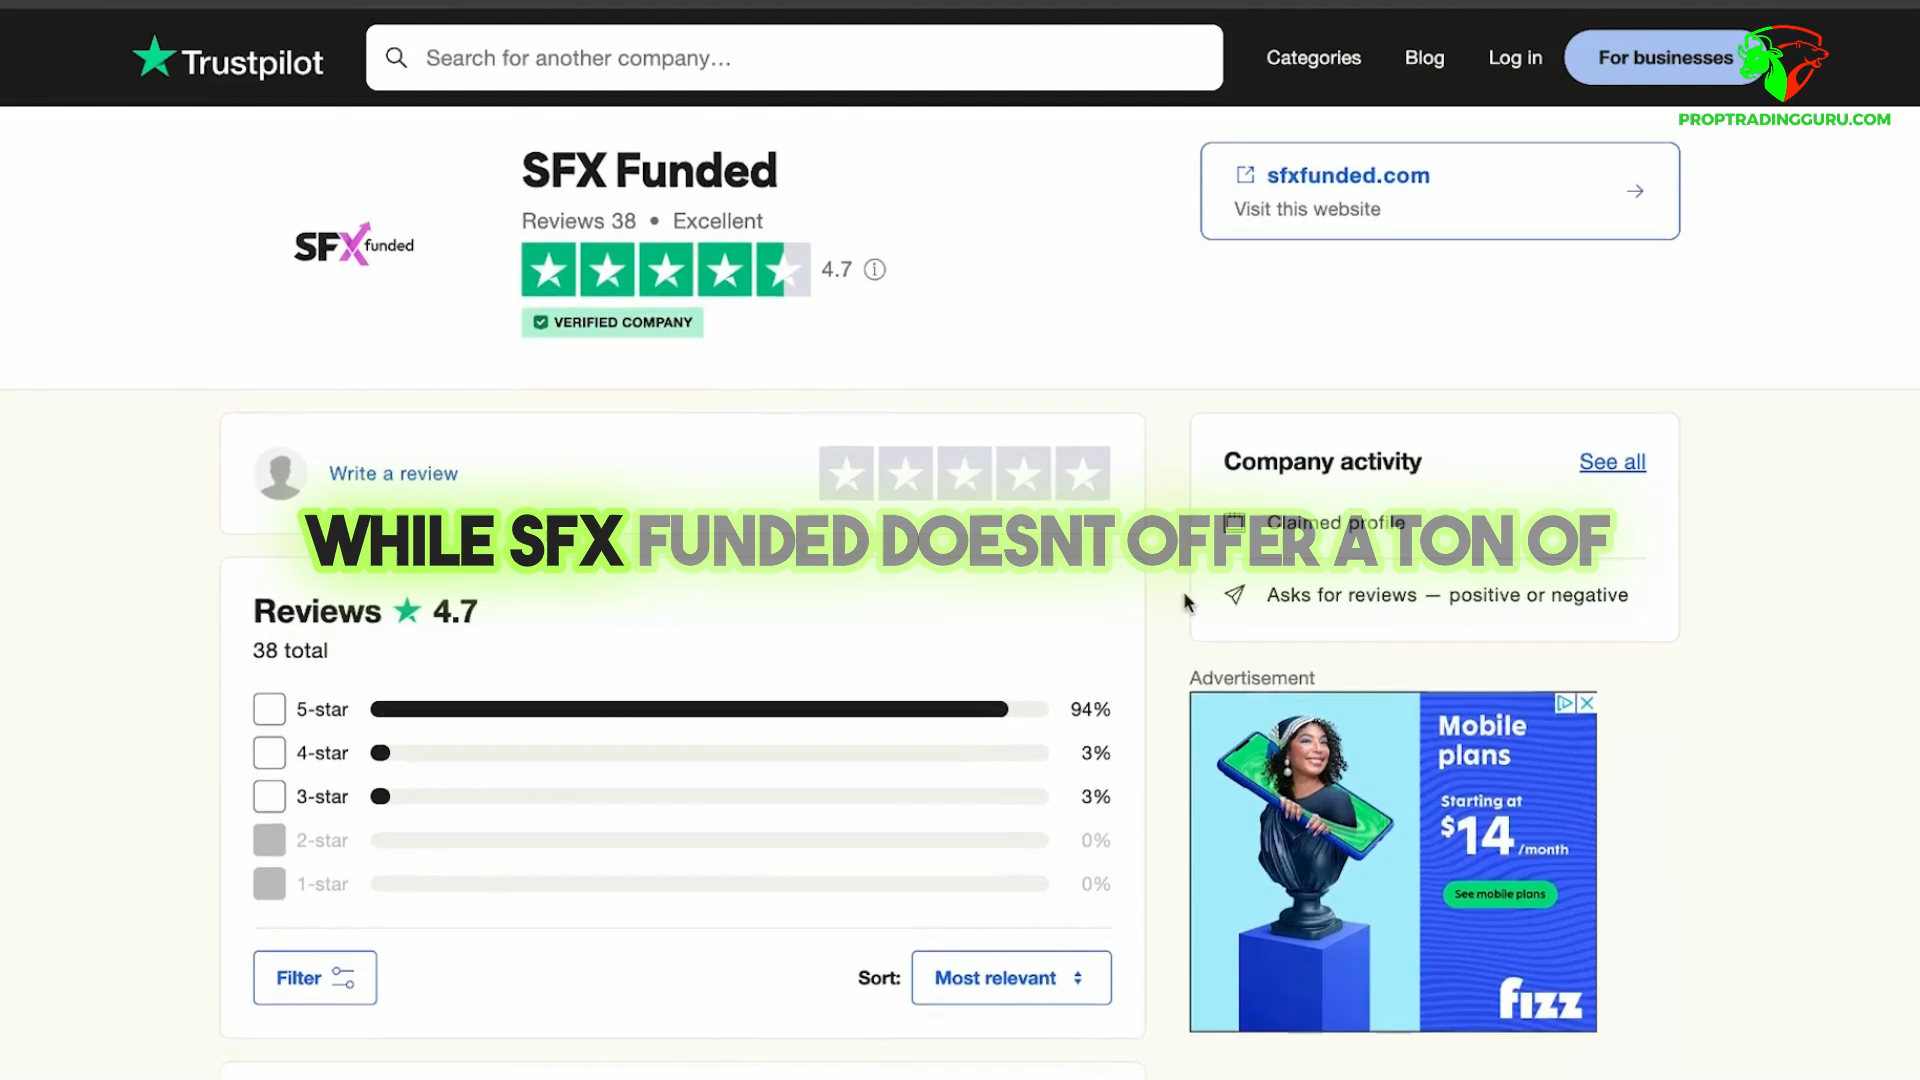 Trustpilot
Search for another company...
Categories
Blog
Log in
For businesses
PROPTRADINGGURU.COM
SFX funded
SFX Funded
Reviews 38 • Excellent
4.7
VERIFIED COMPANY
sfxfunded.com
Visit this website
Write a review
WHILE SFX FUNDED DOESNT OFFER A TON OF
Company activity
See all
Claimed profile
Asks for reviews — positive or negative
Reviews ★ 4.7
38 total
5-star 94%
4-star 3%
3-star 3%
2-star 0%
1-star 0%
Filter
Sort:
Most relevant
Advertisement
Mobile
plans
Starting at
$14/month
See mobile plans
fizz